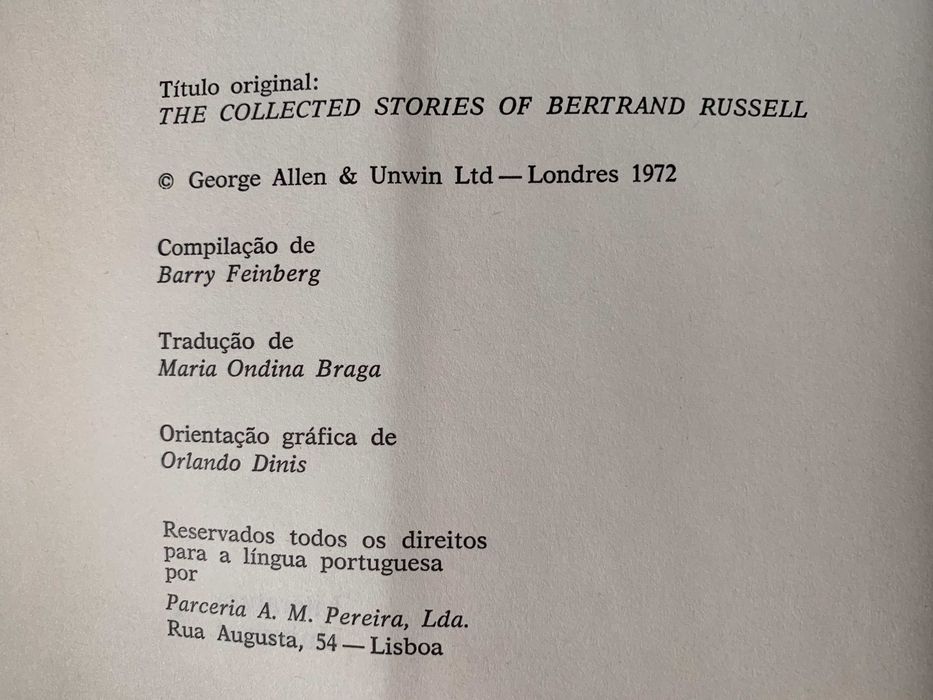 Título original:
THE COLLECTED STORIES OF BERTRAND RUSSELL
© George Allen & Unwin Ltd — Londres 1972
Compilação de
Barry Feinberg
Tradução de
Maria Ondina Braga
Orientação gráfica de
Orlando Dinis
Reservados todos os direitos
para a língua portuguesa
por
Parceria A. M. Pereira, Lda.
Rua Augusta, 54 — Lisboa